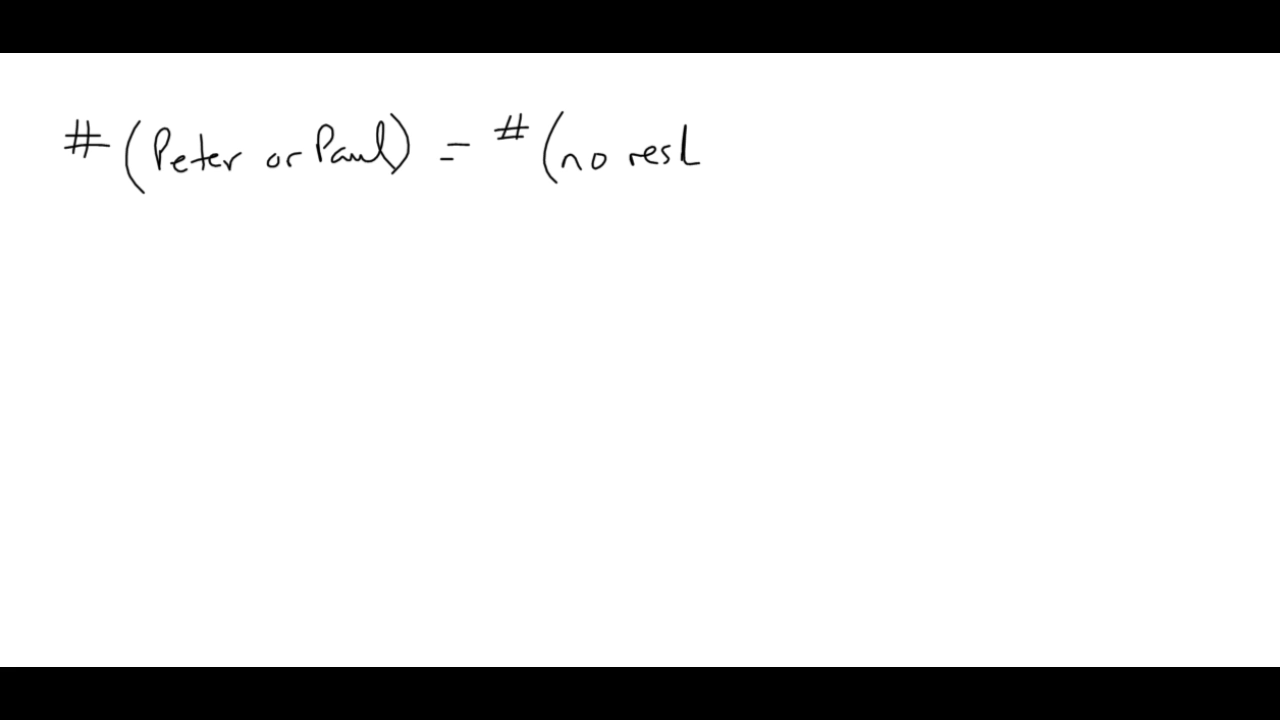 # (Peter or Paul) = # (no rest